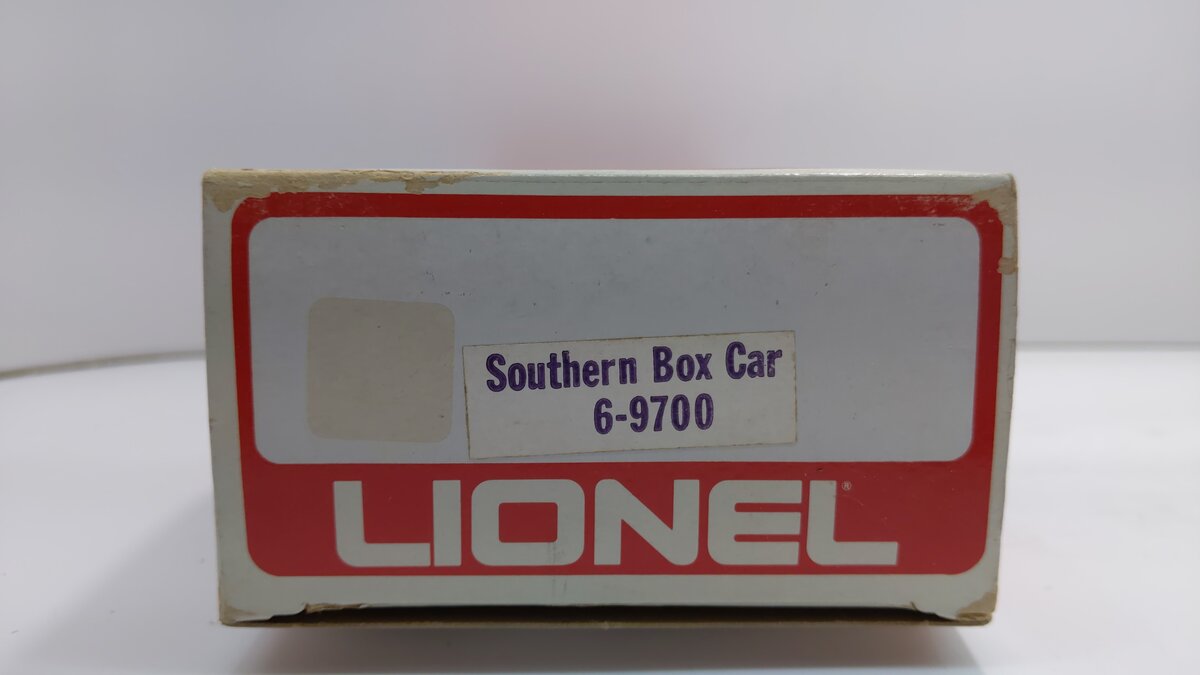 Southern Box Car
6-9700
LIONEL®